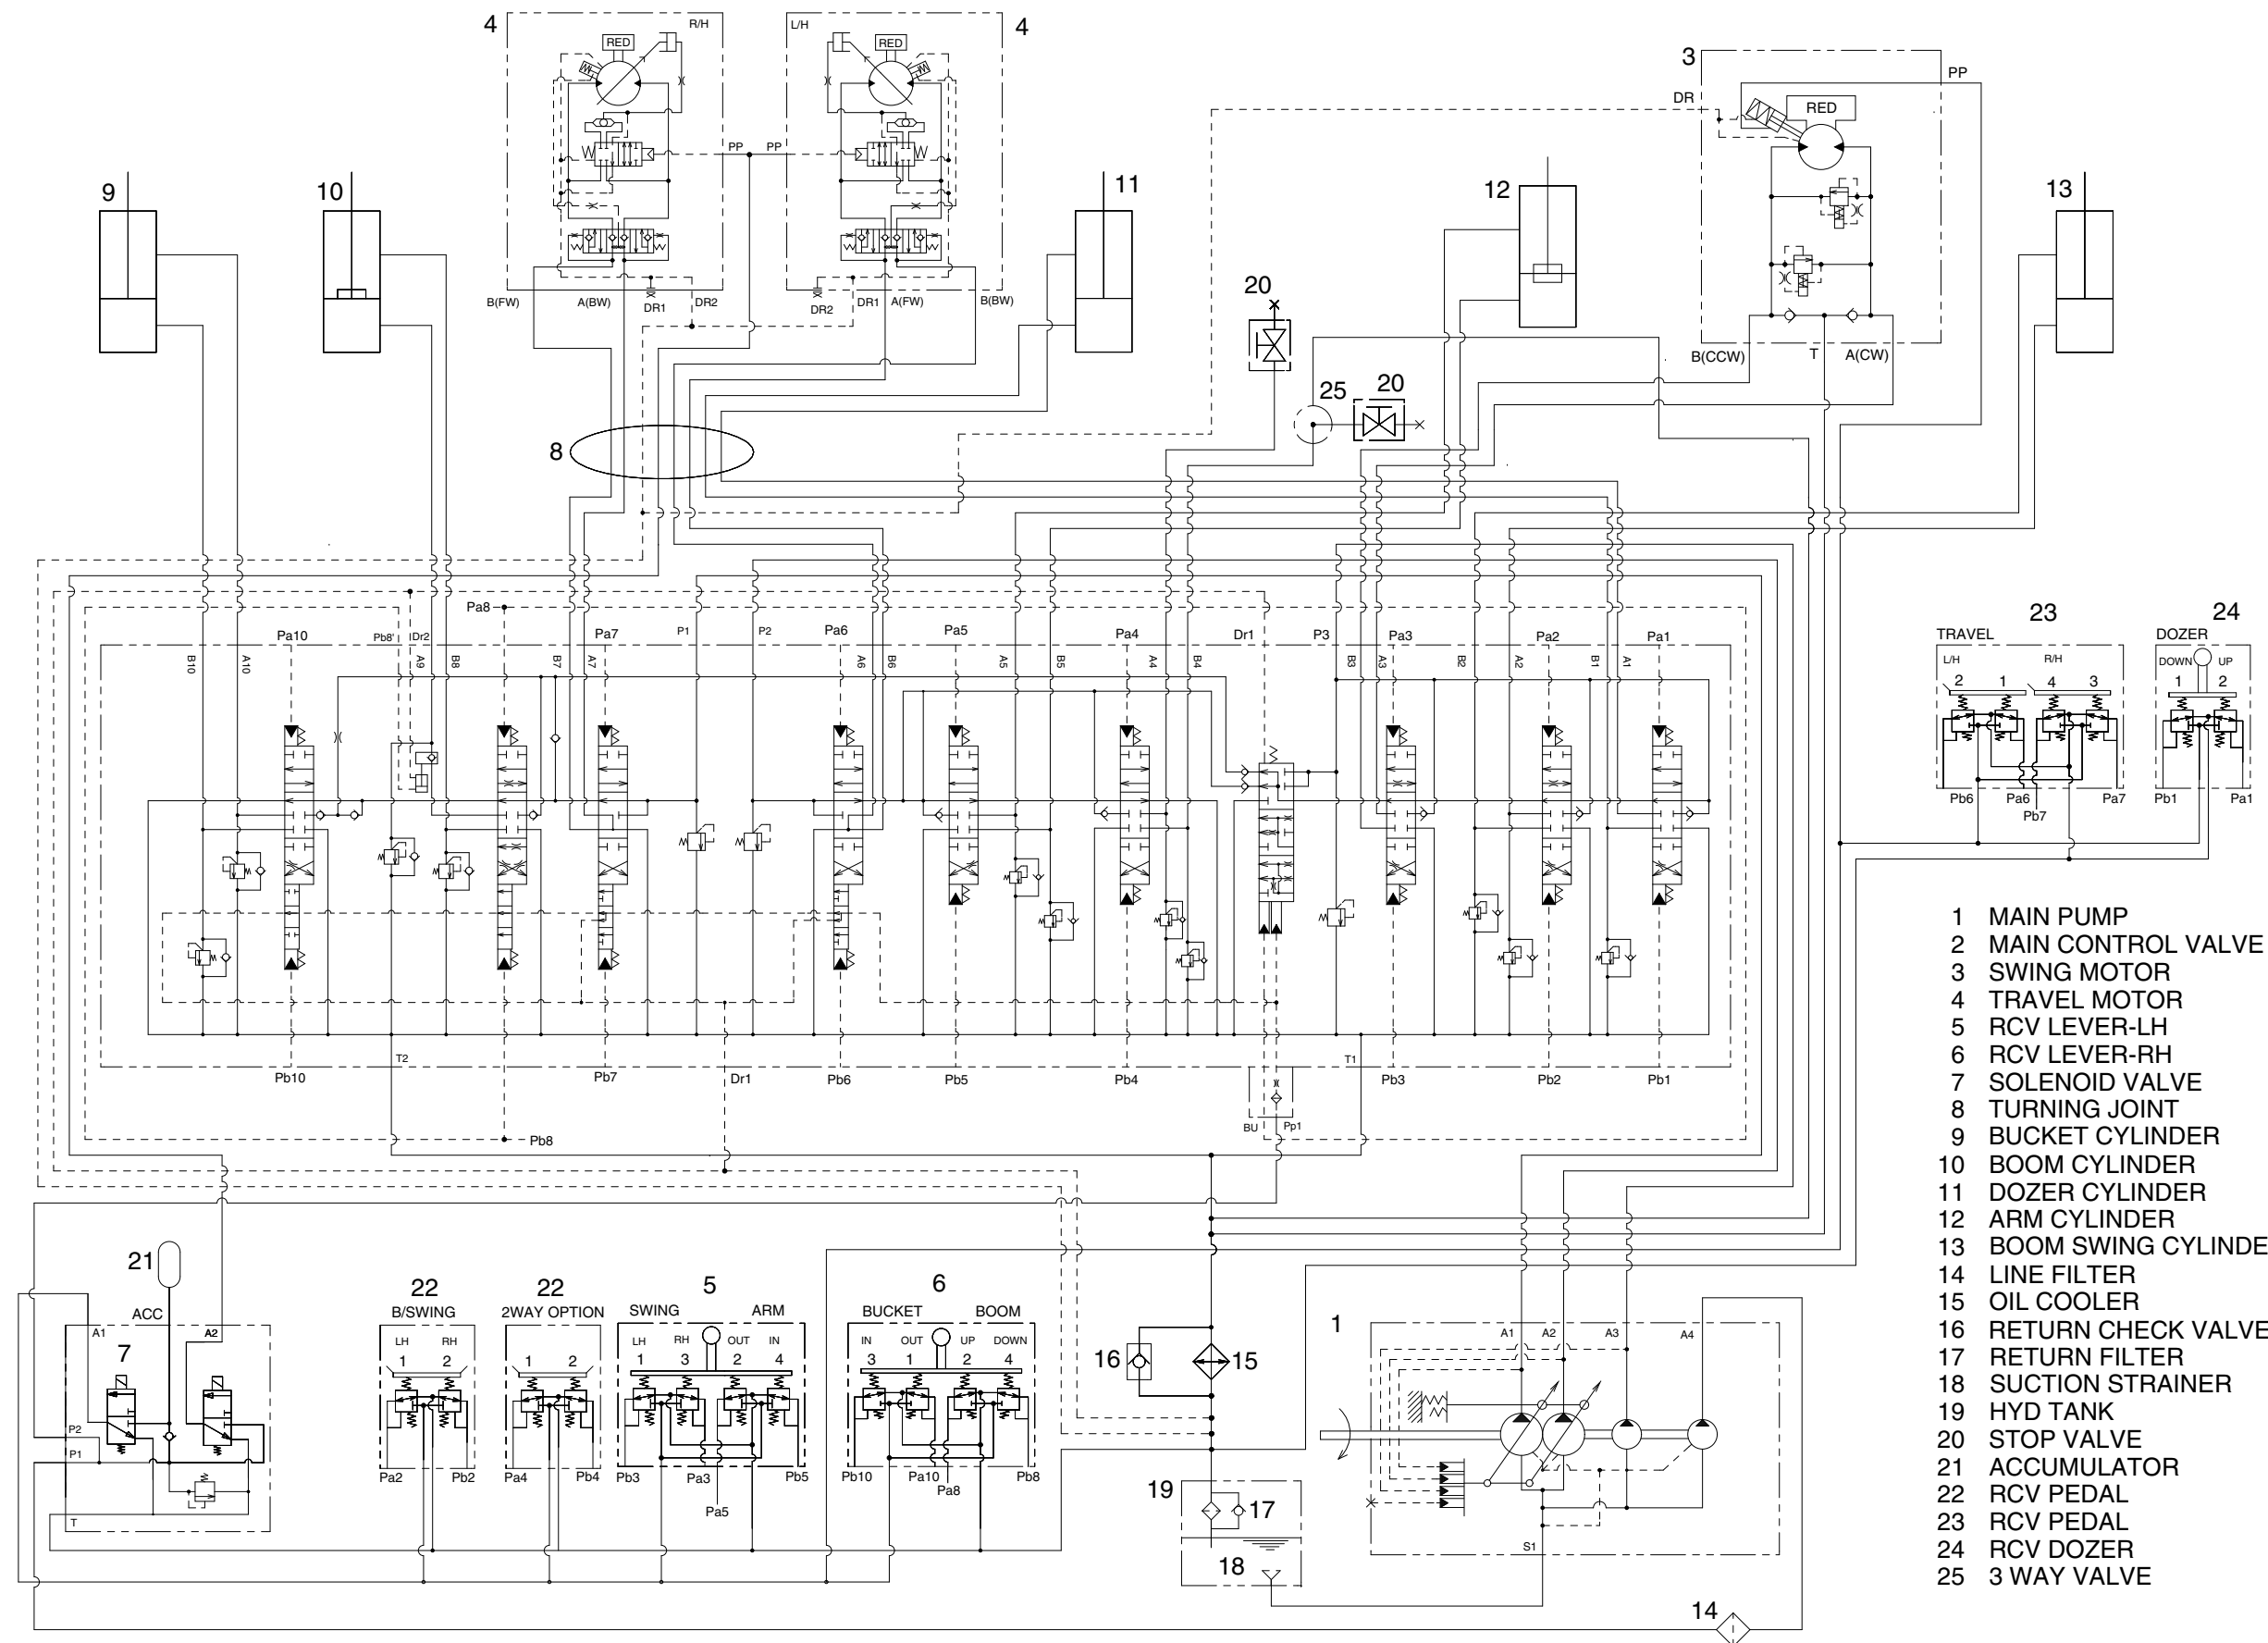 4 R/H L/H 4
RED RED
3 PP
DR RED
PP PP
9 10 11 12 13
20
B(FW) A(BW) DR1 DR2 DR2 DR1 A(FW) B(BW)
B(CCW) T A(CW)
25 20
8
Pa8
23 24
Pa10 Pb8' Dr2 Pa7 P1 P2 Pa6 Pa5 Pa4 Dr1 P3 Pa3 Pa2 Pa1
B10 A10 A9 B8 B7 A7 A6 B6 A5 B5 A4 B4 B3 A3 B2 A2 B1 A1
TRAVEL DOZER
L/H R/H DOWN UP
2 1 4 3 1 2
Pb6 Pa6 Pb7 Pa7 Pb1 Pa1
T2 T1
Pb10 Pb7 Dr1 Pb6 Pb5 Pb4 Pb3 Pb2 Pb1
BU Pp1
Pb8
1 MAIN PUMP
2 MAIN CONTROL VALVE
3 SWING MOTOR
4 TRAVEL MOTOR
5 RCV LEVER-LH
6 RCV LEVER-RH
7 SOLENOID VALVE
8 TURNING JOINT
9 BUCKET CYLINDER
10 BOOM CYLINDER
11 DOZER CYLINDER
12 ARM CYLINDER
13 BOOM SWING CYLINDE
14 LINE FILTER
15 OIL COOLER
16 RETURN CHECK VALVE
17 RETURN FILTER
18 SUCTION STRAINER
19 HYD TANK
20 STOP VALVE
21 ACCUMULATOR
22 RCV PEDAL
23 RCV PEDAL
24 RCV DOZER
25 3 WAY VALVE
21
ACC
A1 A2
7
P2
P1
T
22
B/SWING
LH RH
1 2
Pa2 Pb2
22
2WAY OPTION
1 2
Pa4 Pb4
5
SWING ARM
LH RH OUT IN
1 3 2 4
Pb3 Pa3 Pa5 Pb5
6
BUCKET BOOM
IN OUT UP DOWN
3 1 2 4
Pb10 Pa10 Pa8 Pb8
16 15
1
A1 A2 A3 A4
S1
19 17
18
14